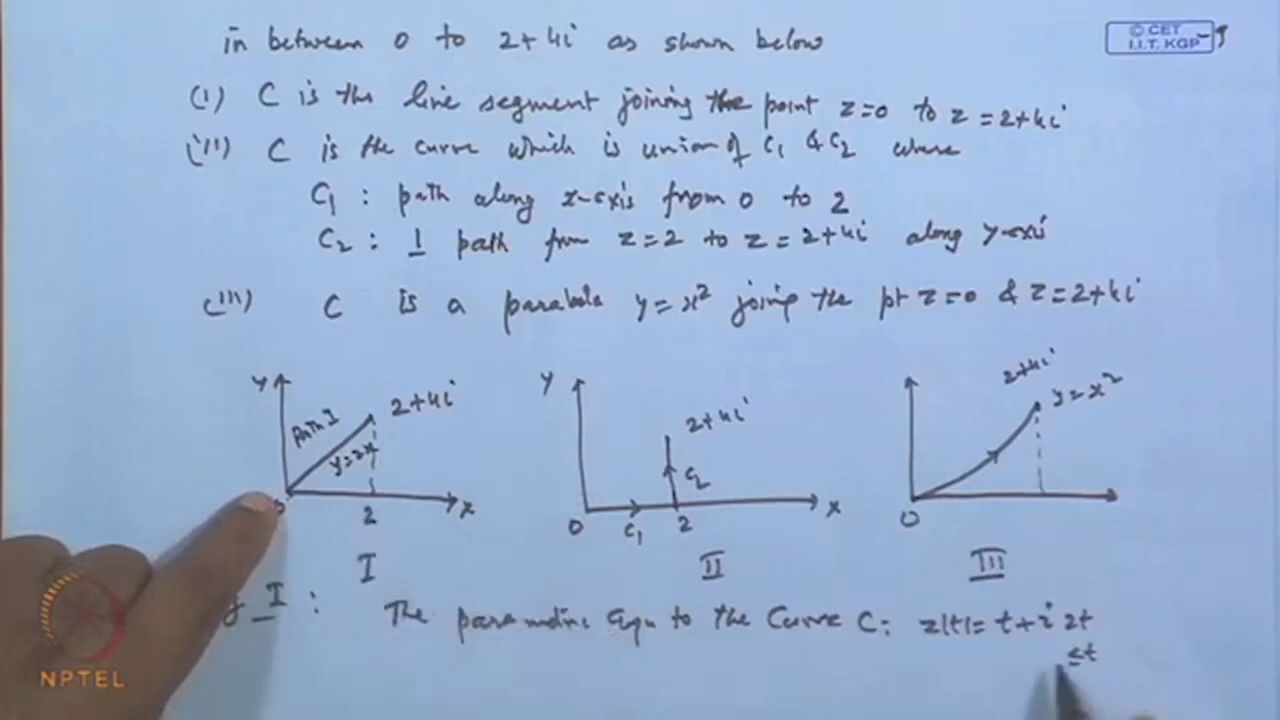 in between 0 to 2+4i as shown below
© CET
I.I.T. KGP
(I) C is the line segment joining the point z=0 to z=2+4i
(II) C is the curve which is union of C1 & C2 where
C1 : path along x-axis from 0 to 2
C2 : ⊥ path from z=2 to z=2+4i along y-axis
(III) C is a parabola y=x² joining the pt z=0 & z=2+4i
y Path I y=2x 2+4i 0 2 x
y 2+4i C2 0 C1 2 x
2+4i y=x² 0
I II III
I : The parametric Equ to the Curve C: z(t)= t+i 2t
≤t
NPTEL